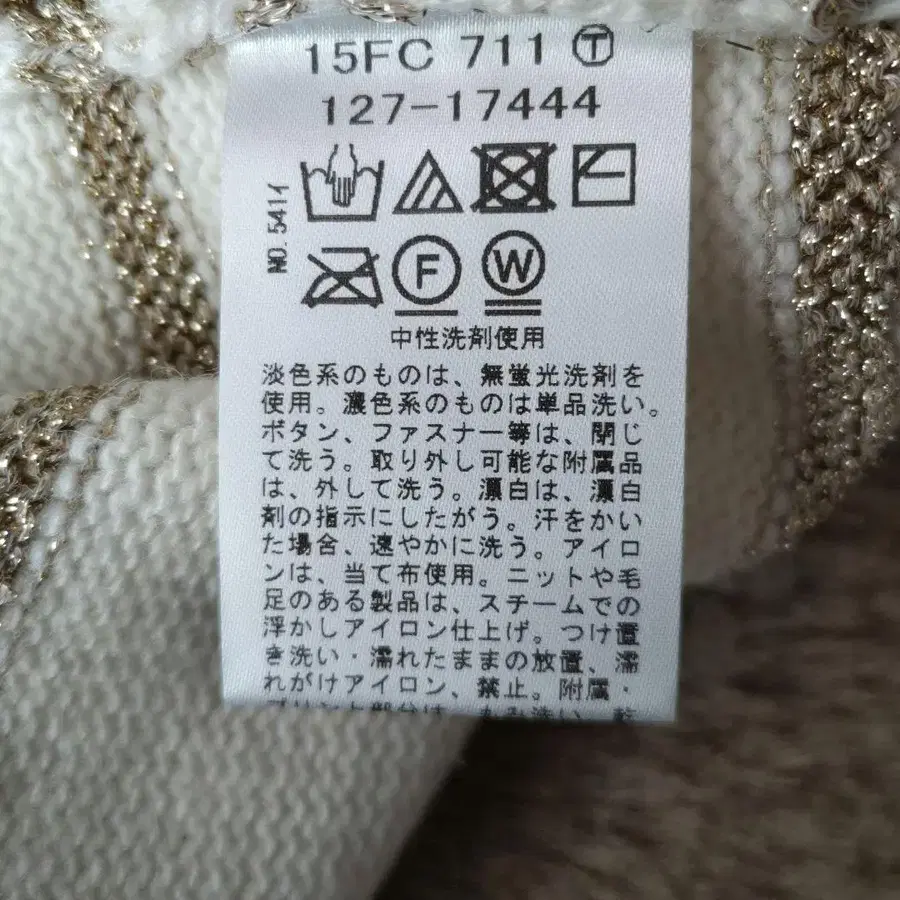 15FC 711 Ⓣ
127-17444
NO.541イ
F W
中性洗剤使用
淡色系のものは、無蛍光洗剤を
使用。濃色系のものは単品洗い。
ボタン、ファスナー等は、閉じ
て洗う。取り外し可能な附属品
は、外して洗う。漂白は、漂白
剤の指示にしたがう。汗をかい
た場合、速やかに洗う。アイロ
ンは、当て布使用。ニットや毛
足のある製品は、スチームでの
浮かしアイロン仕上げ。つけ置
き洗い・濡れたままの放置、濡
れがけアイロン、禁止。附属・